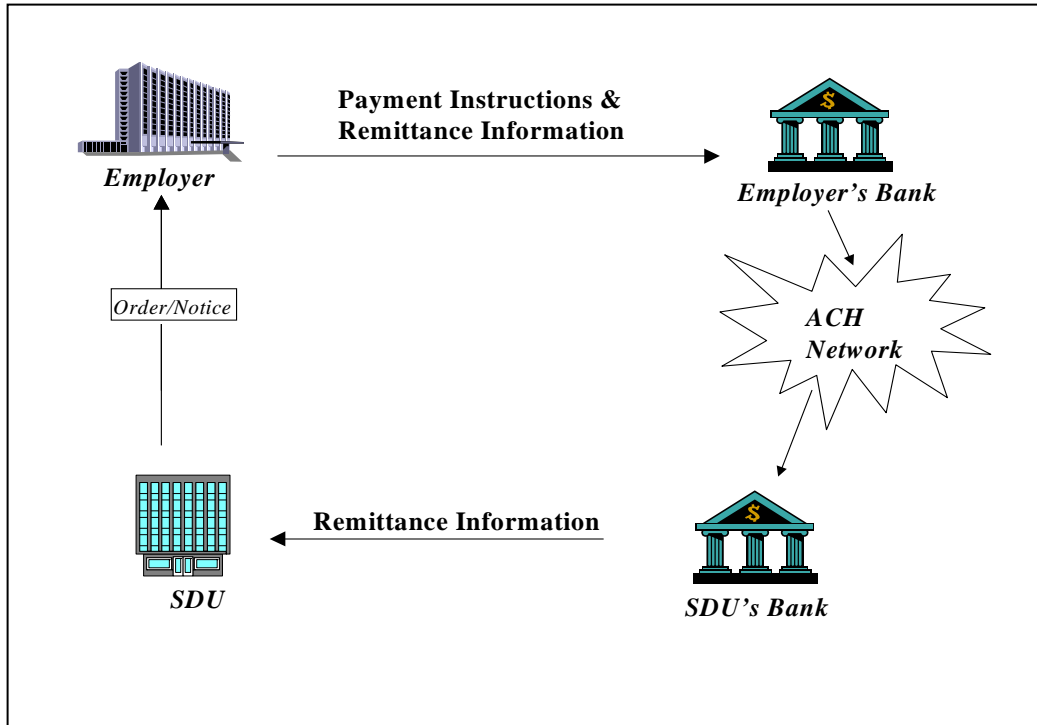 Payment Instructions &
Remittance Information
$
Employer
Employer's Bank
Order/Notice
ACH
Network
Remittance Information
$
SDU
SDU's Bank